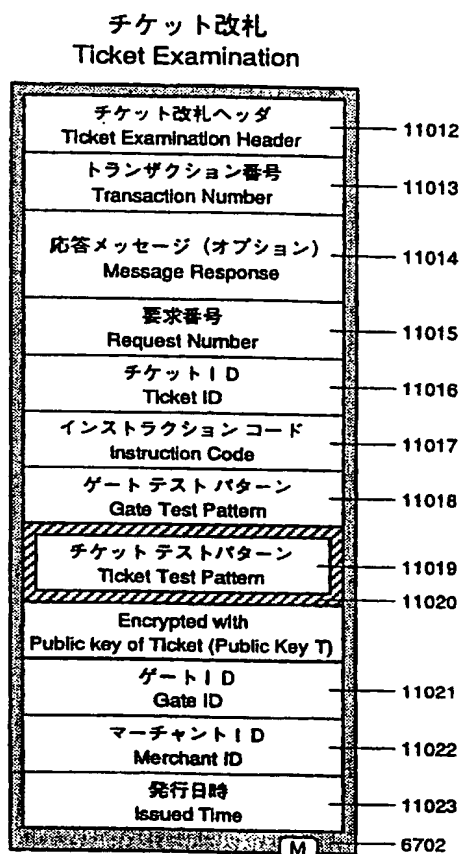 チケット改札
Ticket Examination
チケット改札ヘッダ
Ticket Examination Header
11012
トランザクション番号
Transaction Number
11013
応答メッセージ（オプション）
Message Response
11014
要求番号
Request Number
11015
チケットＩＤ
Ticket ID
11016
インストラクション コード
Instruction Code
11017
ゲート テスト パターン
Gate Test Pattern
11018
チケット テストパターン
Ticket Test Pattern
11019
11020
Encrypted with
Public key of Ticket (Public Key T)
ゲートＩＤ
Gate ID
11021
マーチャントＩＤ
Merchant ID
11022
発行日時
Issued Time
11023
M
6702